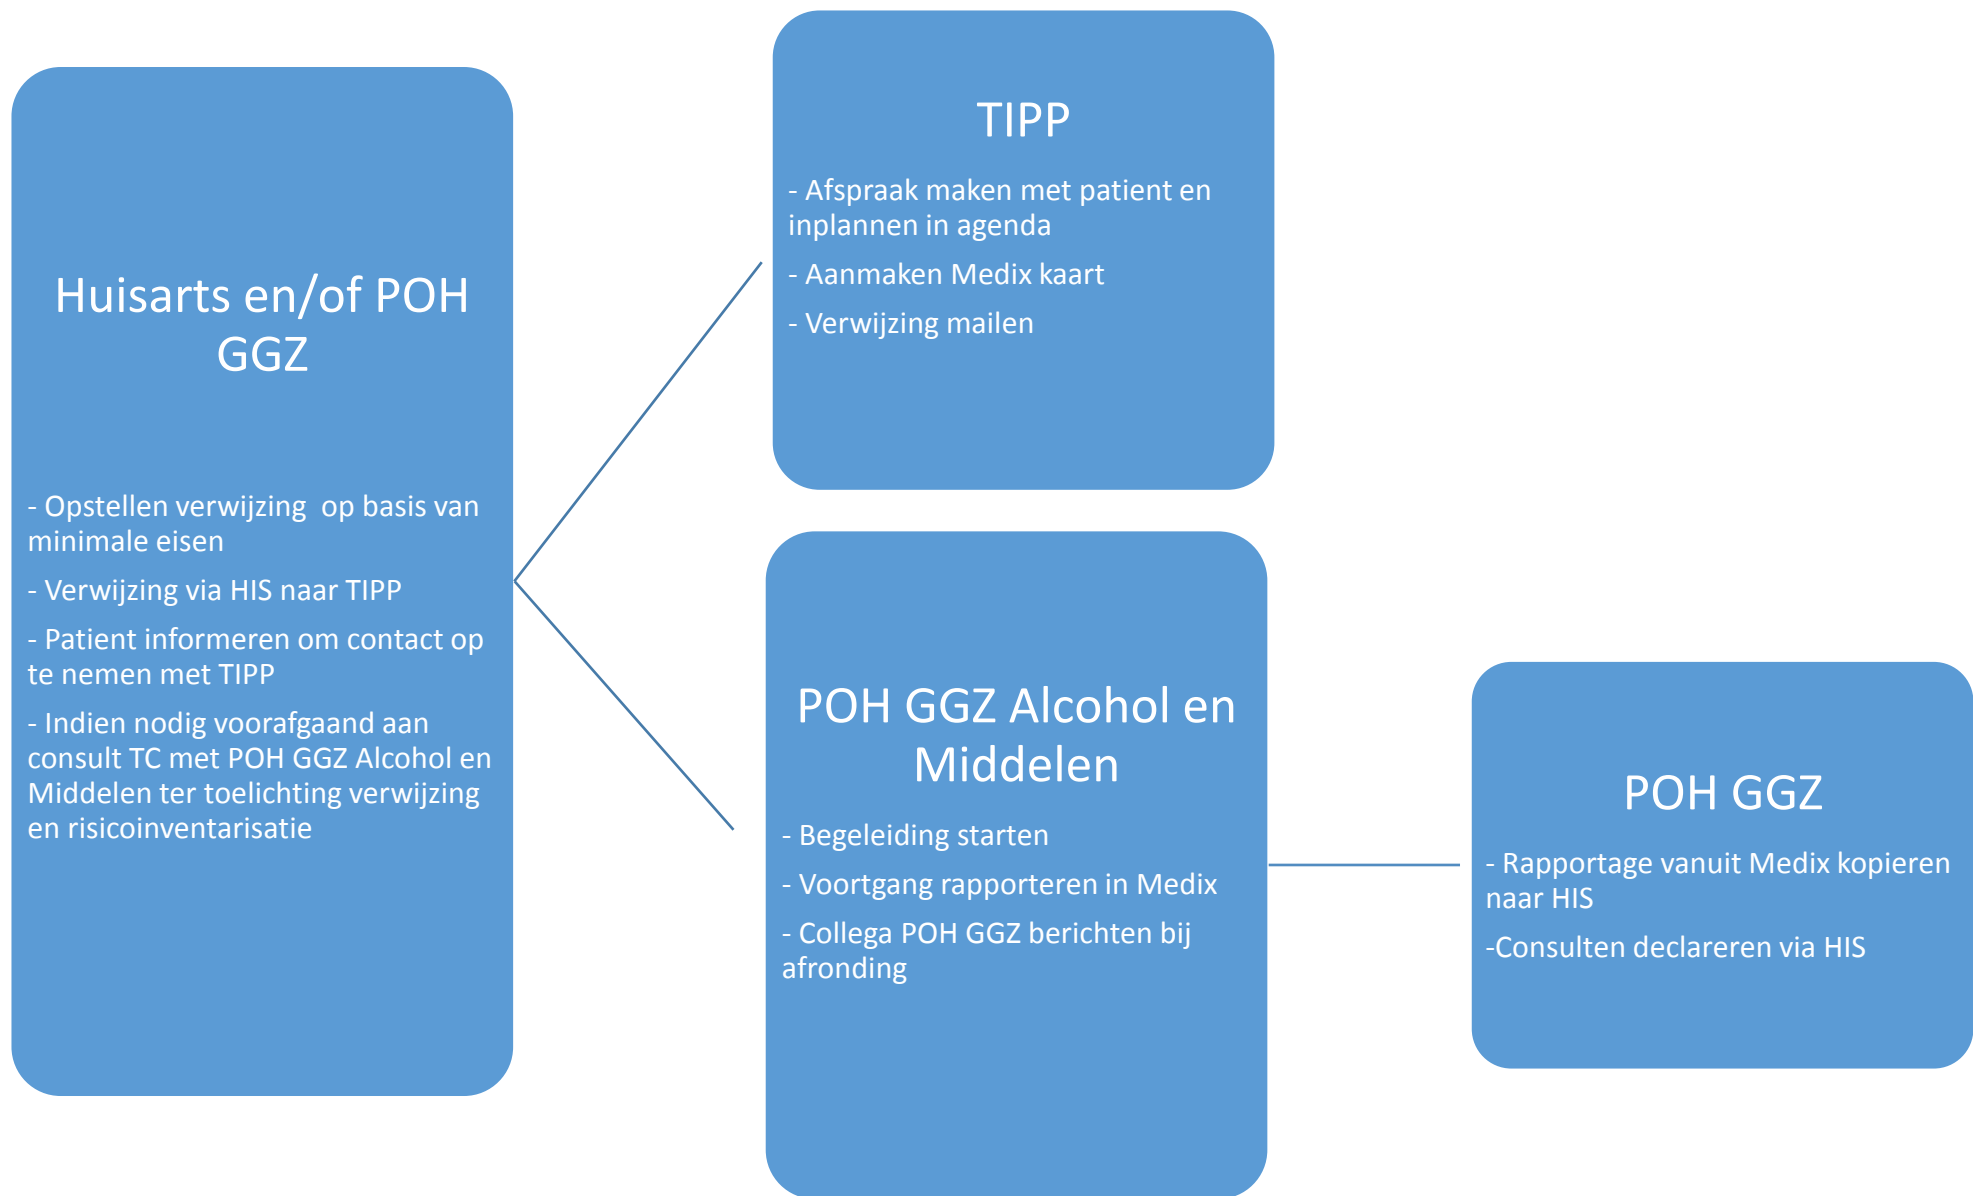 Huisarts en/of POH
GGZ
- Opstellen verwijzing  op basis van
minimale eisen
- Verwijzing via HIS naar TIPP
- Patient informeren om contact op
te nemen met TIPP
- Indien nodig voorafgaand aan
consult TC met POH GGZ Alcohol en
Middelen ter toelichting verwijzing
en risicoinventarisatie
TIPP
- Afspraak maken met patient en
inplannen in agenda
- Aanmaken Medix kaart
- Verwijzing mailen
POH GGZ Alcohol en
Middelen
- Begeleiding starten
- Voortgang rapporteren in Medix
- Collega POH GGZ berichten bij
afronding
POH GGZ
- Rapportage vanuit Medix kopieren
naar HIS
-Consulten declareren via HIS